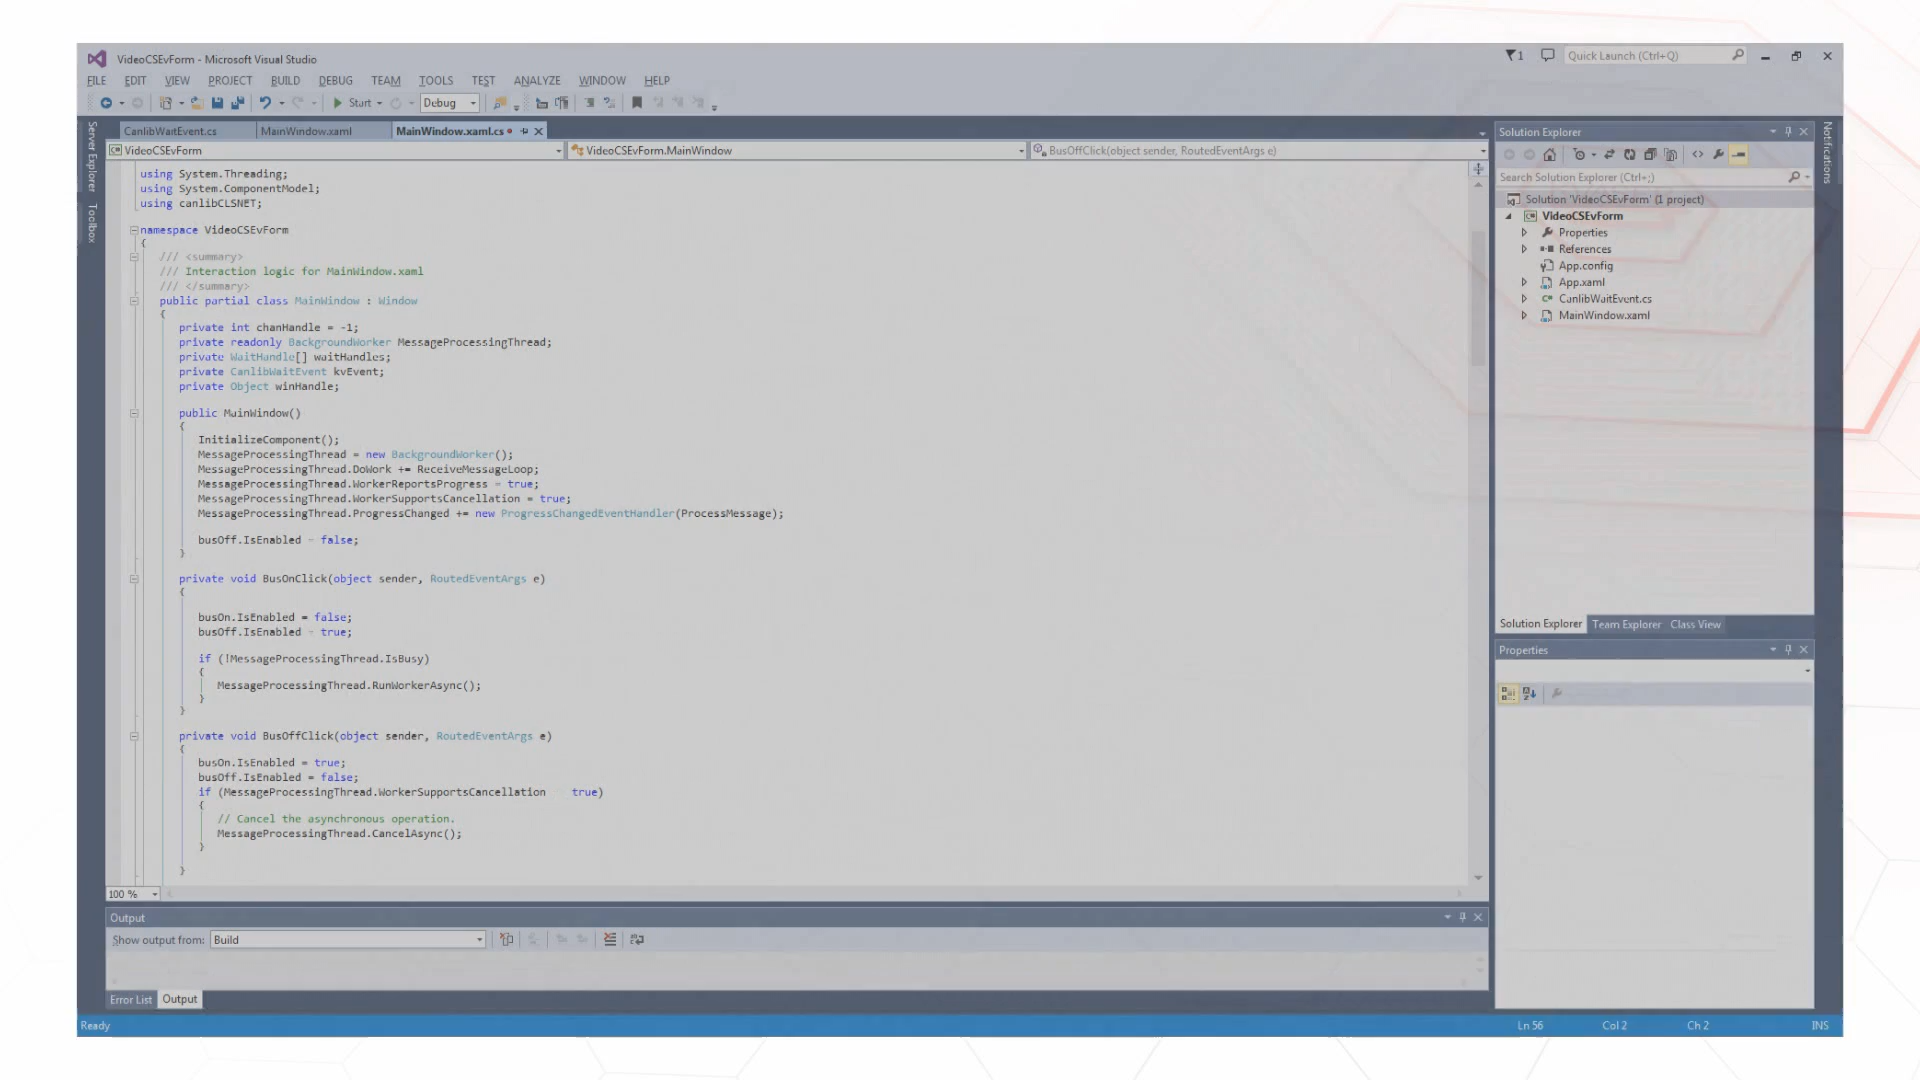 VideoCSEvForm - Microsoft Visual Studio
1
Quick Launch (Ctrl+Q)
FILE EDIT VIEW PROJECT BUILD DEBUG TEAM TOOLS TEST ANALYZE WINDOW HELP
Start Debug
Server Explorer
Toolbox
CanlibWaitEvent.cs MainWindow.xaml MainWindow.xaml.cs
VideoCSEvForm VideoCSEvForm.MainWindow BusOffClick(object sender, RoutedEventArgs e)
using System.Threading;
using System.ComponentModel;
using canlibCLSNET;
namespace VideoCSEvForm
{
/// <summary>
/// Interaction logic for MainWindow.xaml
/// </summary>
public partial class MainWindow : Window
{
private int chanHandle = -1;
private readonly BackgroundWorker MessageProcessingThread;
private WaitHandle[] waitHandles;
private CanlibWaitEvent kvEvent;
private Object winHandle;
public MainWindow()
{
InitializeComponent();
MessageProcessingThread = new BackgroundWorker();
MessageProcessingThread.DoWork += ReceiveMessageLoop;
MessageProcessingThread.WorkerReportsProgress = true;
MessageProcessingThread.WorkerSupportsCancellation = true;
MessageProcessingThread.ProgressChanged += new ProgressChangedEventHandler(ProcessMessage);
busOff.IsEnabled = false;
}
private void BusOnClick(object sender, RoutedEventArgs e)
{
busOn.IsEnabled = false;
busOff.IsEnabled = true;
if (!MessageProcessingThread.IsBusy)
{
MessageProcessingThread.RunWorkerAsync();
}
}
private void BusOffClick(object sender, RoutedEventArgs e)
{
busOn.IsEnabled = true;
busOff.IsEnabled = false;
if (MessageProcessingThread.WorkerSupportsCancellation true)
{
// Cancel the asynchronous operation.
MessageProcessingThread.CancelAsync();
}
}
100 %
Output
Show output from: Build
Error List Output
Solution Explorer
Search Solution Explorer (Ctrl+;)
Solution 'VideoCSEvForm' (1 project)
VideoCSEvForm
Properties
References
App.config
App.xaml
CanlibWaitEvent.cs
MainWindow.xaml
Solution Explorer Team Explorer Class View
Properties
Notifications
Ready Ln 56 Col 2 Ch 2 INS